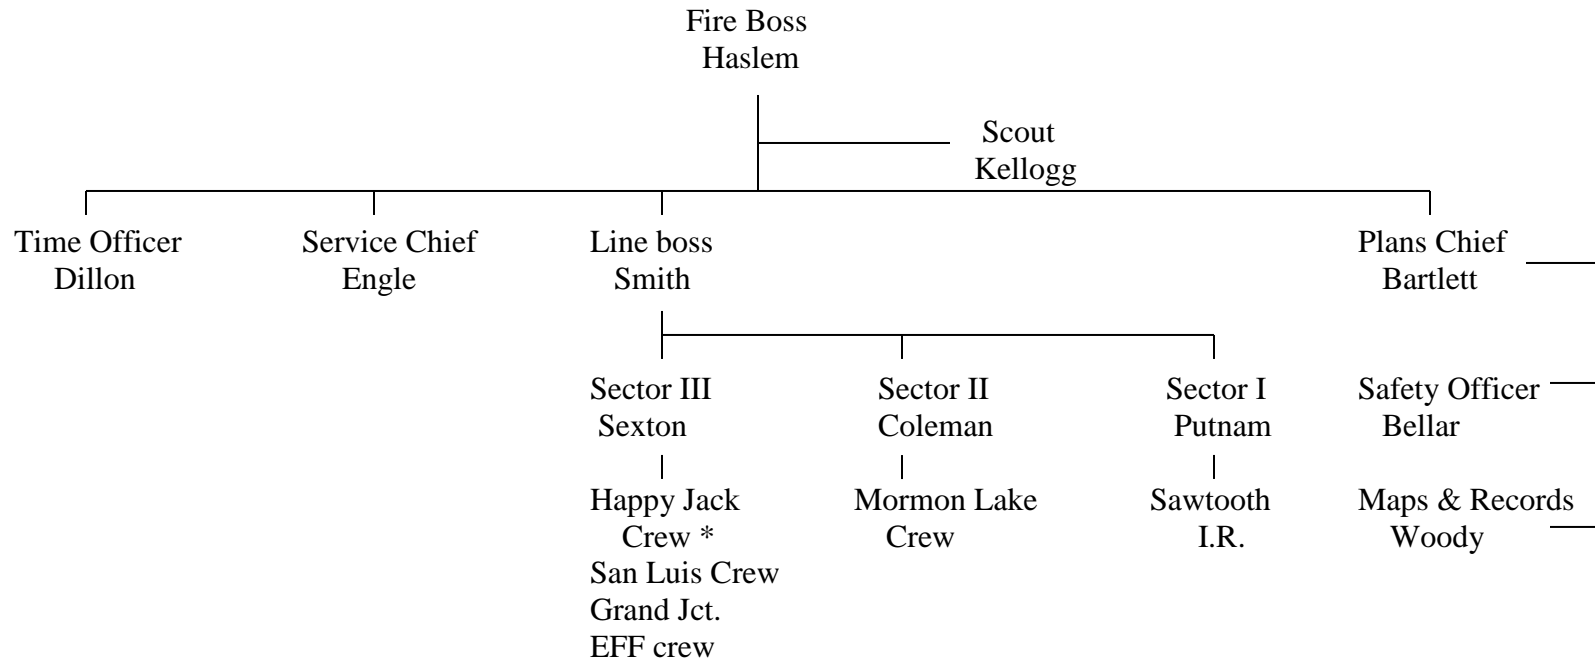 Fire Boss
Haslem
Scout
Kellogg
Time Officer
Dillon
Service Chief
Engle
Line boss
Smith
Plans Chief
Bartlett
Sector III
Sexton
Sector II
Coleman
Sector I
Putnam
Safety Officer
Bellar
Happy Jack
Crew *
San Luis Crew
Grand Jct.
EFF crew
Mormon Lake
Crew
Sawtooth
I.R.
Maps & Records
Woody